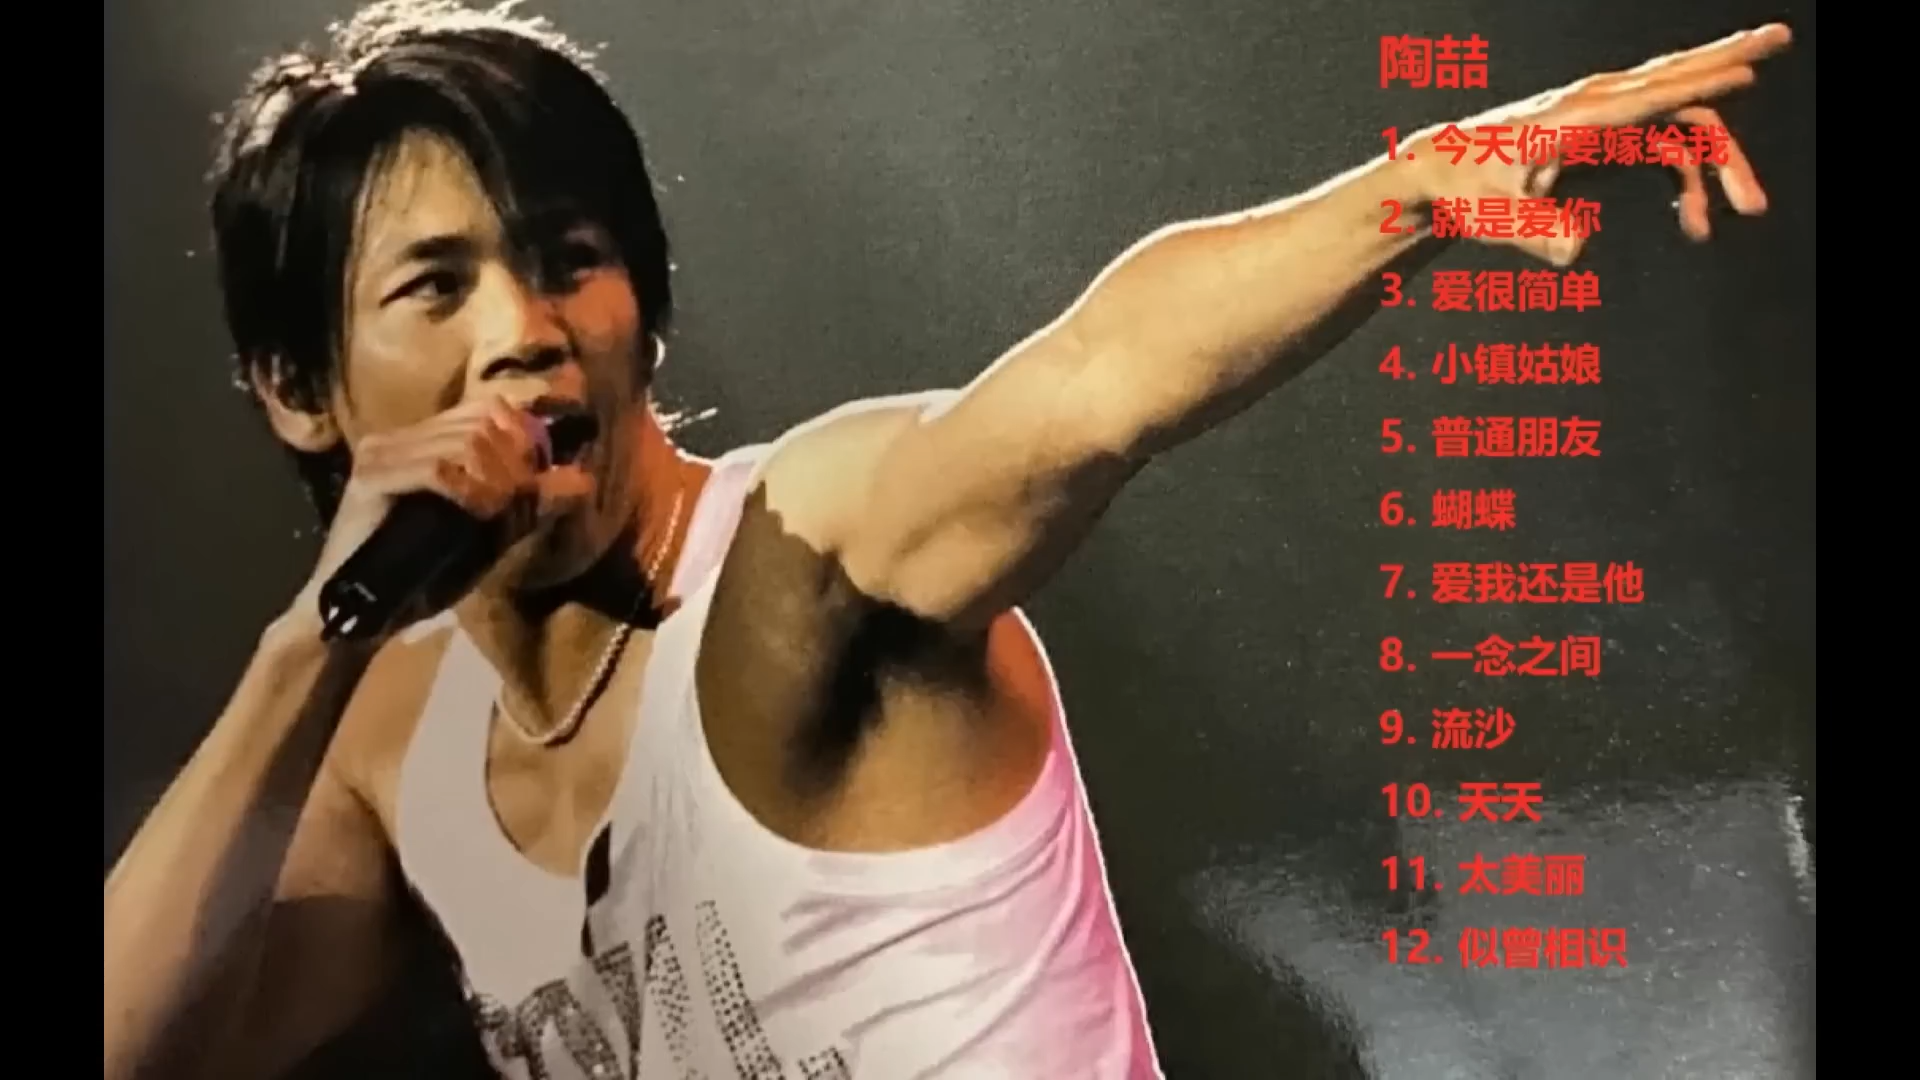 陶喆
1. 今天你要嫁给我
2. 就是爱你
3. 爱很简单
4. 小镇姑娘
5. 普通朋友
6. 蝴蝶
7. 爱我还是他
8. 一念之间
9. 流沙
10. 天天
11. 太美丽
12. 似曾相识